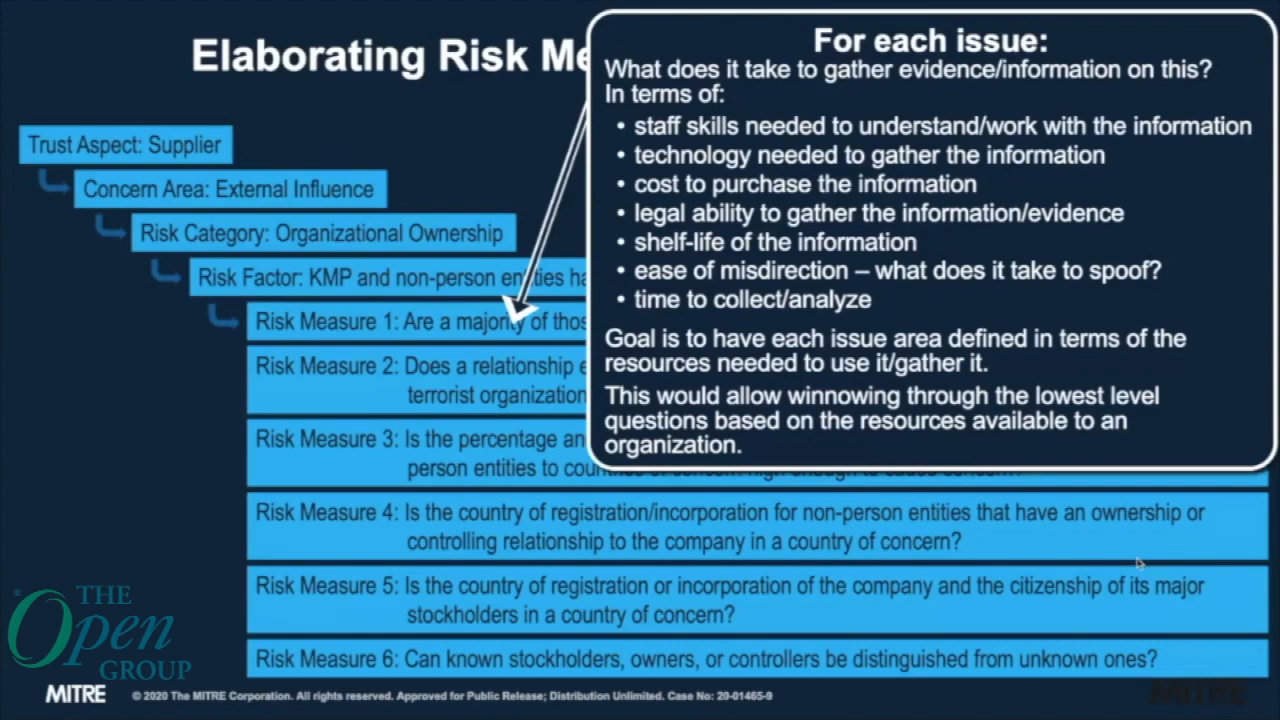 Elaborating Risk
Trust Aspect: Supplier
Concern Area: External Influence
Risk Category: Organizational Ownership
Risk Factor: KMP and non-person entities
Risk Measure 1: Are a majority of
Risk Measure 2: Does a relationship
terrorist organization
Risk Measure 3: Is the percentage
person entities to countries of concern high enough to cause concern?
Risk Measure 4: Is the country of registration/incorporation for non-person entities that have an ownership or
controlling relationship to the company in a country of concern?
Risk Measure 5: Is the country of registration or incorporation of the company and the citizenship of its major
stockholders in a country of concern?
Risk Measure 6: Can known stockholders, owners, or controllers be distinguished from unknown ones?
For each issue:
What does it take to gather evidence/information on this?
In terms of:
• staff skills needed to understand/work with the information
• technology needed to gather the information
• cost to purchase the information
• legal ability to gather the information/evidence
• shelf-life of the information
• ease of misdirection – what does it take to spoof?
• time to collect/analyze
Goal is to have each issue area defined in terms of the
resources needed to use it/gather it.
This would allow winnowing through the lowest level
questions based on the resources available to an
organization.
THE
Open
GROUP
MITRE
© 2020 The MITRE Corporation. All rights reserved. Approved for Public Release; Distribution Unlimited. Case No: 20-01465-9
MITRE